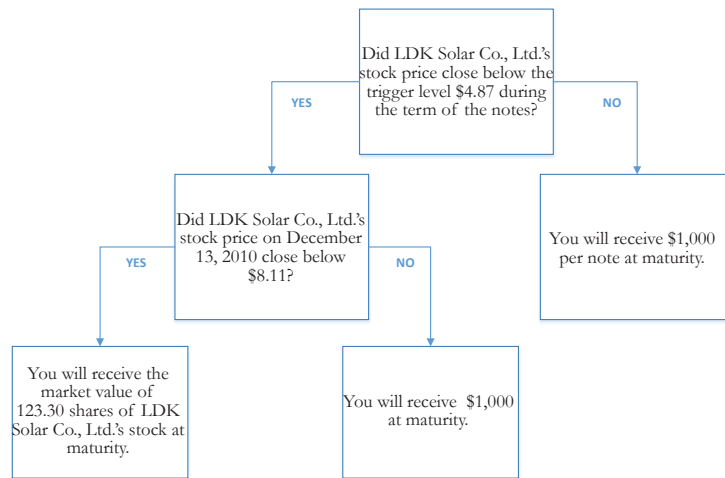 Did LDK Solar Co., Ltd.'s
stock price close below the
trigger level $4.87 during
the term of the notes?
YES
NO
Did LDK Solar Co., Ltd.'s
stock price on December
13, 2010 close below
$8.11?
You will receive $1,000
per note at maturity.
YES
NO
You will receive the
market value of
123.30 shares of LDK
Solar Co., Ltd.'s stock at
maturity.
You will receive $1,000
at maturity.